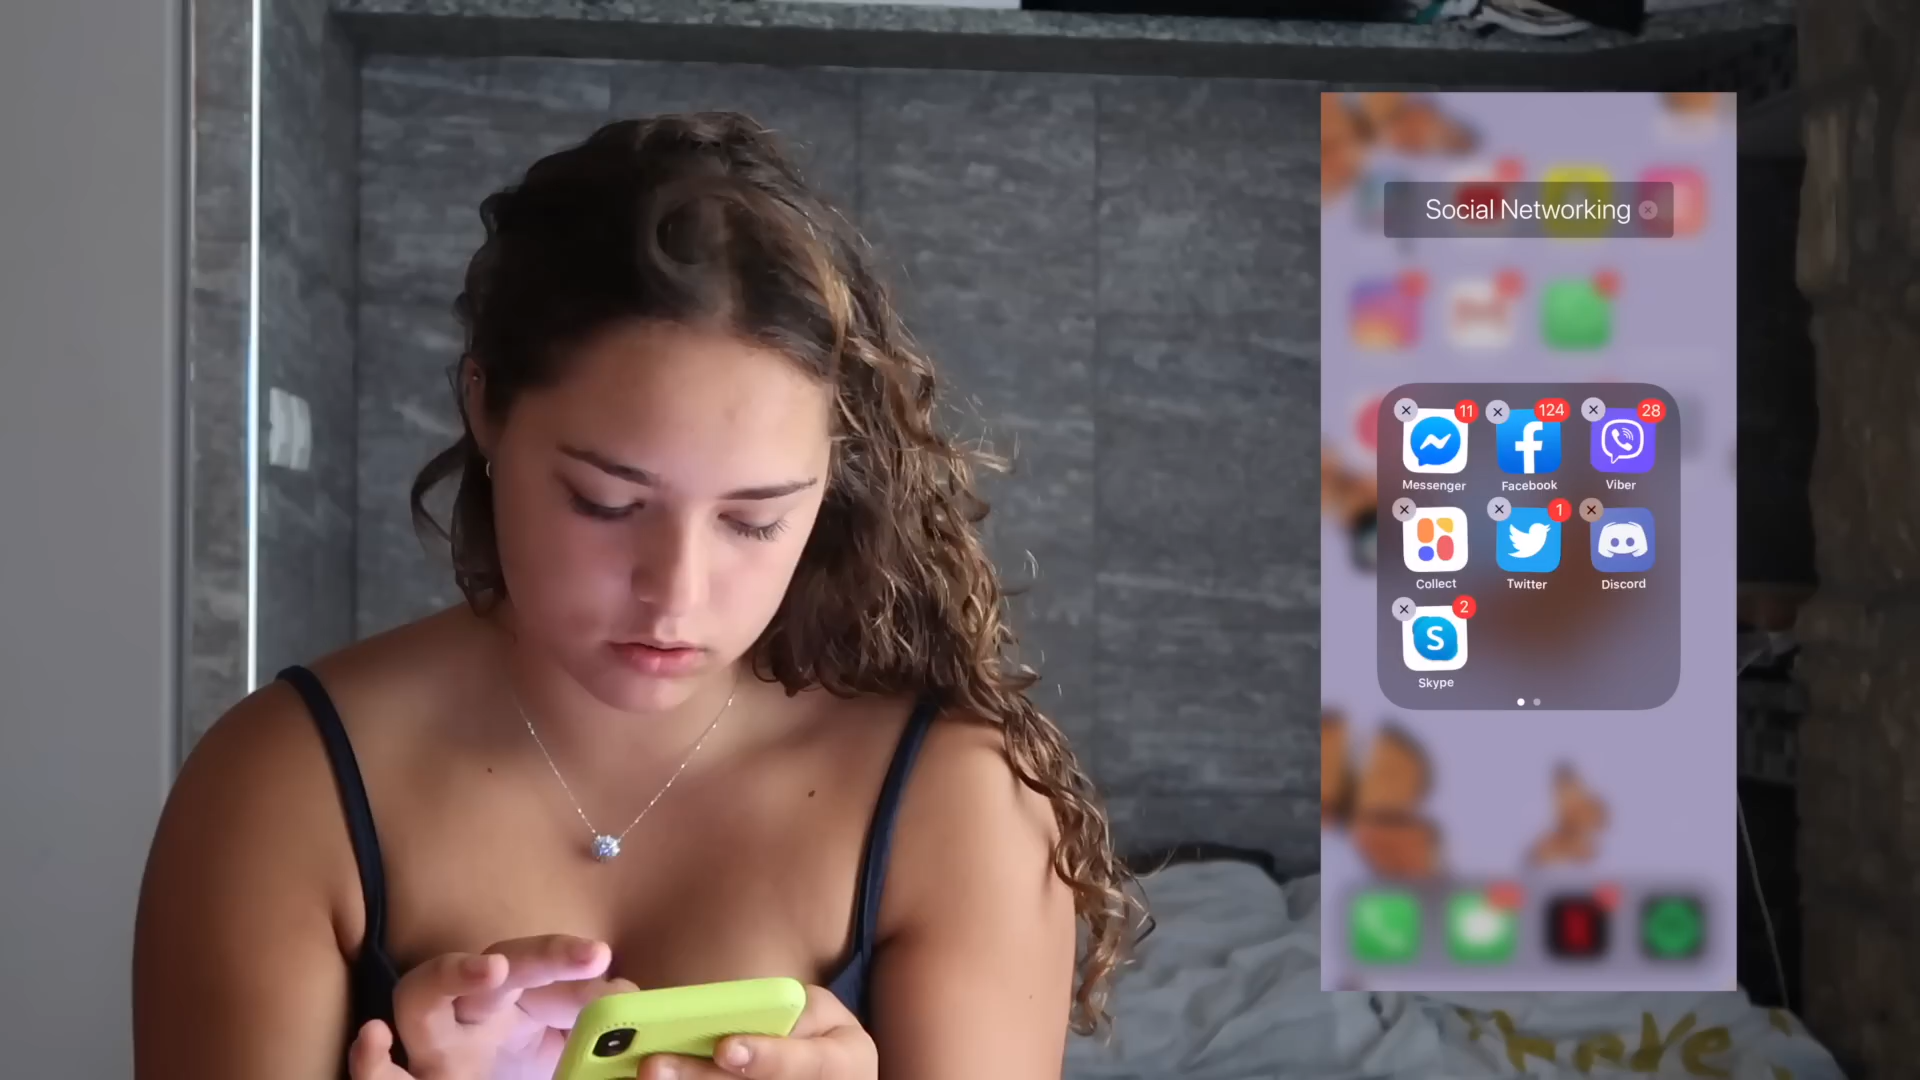 Social Networking
11
124
28
Messenger
Facebook
Viber
1
Collect
Twitter
Discord
2
S
Skype